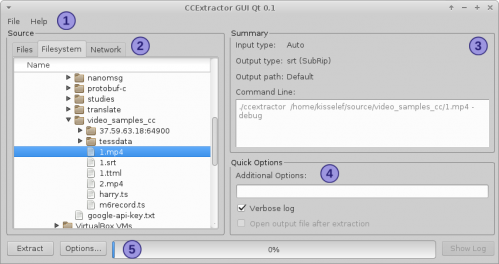 CCExtractor GUI Qt 0.1
File Help 1
Source
Files Filesystem Network 2
Name
nanomsg
protobuf-c
studies
translate
video_samples_cc
37.59.63.18:64900
tessdata
1.mp4
1.srt
1.ttml
2.mp4
harry.ts
m6record.ts
google-api-key.txt
VirtualBox VMs
Summary
3
Input type: Auto
Output type: srt (SubRip)
Output path: Default
Command Line:
./ccextractor /home/kisselef/source/video_samples_cc/1.mp4 -
debug
Quick Options
Additional Options: 4
Verbose log
Open output file after extraction
Extract Options... 5 0% Show Log